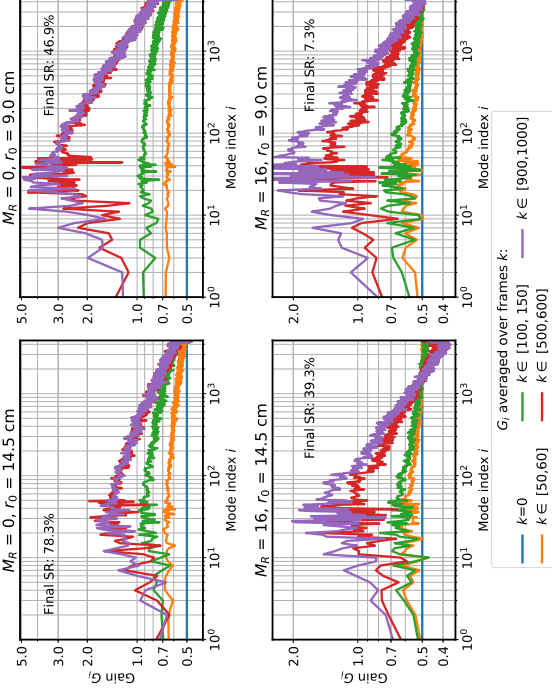 M_R = 0, r_0 = 14.5 cm
5.0
3.0
2.0
1.0
0.7
0.5
Gain G_i
Final SR: 78.3%
10^0
10^1
10^2
10^3
Mode index i
M_R = 0, r_0 = 9.0 cm
5.0
3.0
2.0
1.0
0.7
0.5
Final SR: 46.9%
10^0
10^1
10^2
10^3
Mode index i
M_R = 16, r_0 = 14.5 cm
2.0
1.0
0.7
0.5
0.4
Gain G_i
Final SR: 39.3%
10^0
10^1
10^2
10^3
Mode index i
M_R = 16, r_0 = 9.0 cm
2.0
1.0
0.7
0.5
0.4
Final SR: 7.3%
10^0
10^1
10^2
10^3
Mode index i
G_i averaged over frames k:
k=0
k ∈ [50,60]
k ∈ [100, 150]
k ∈ [500,600]
k ∈ [900,1000]